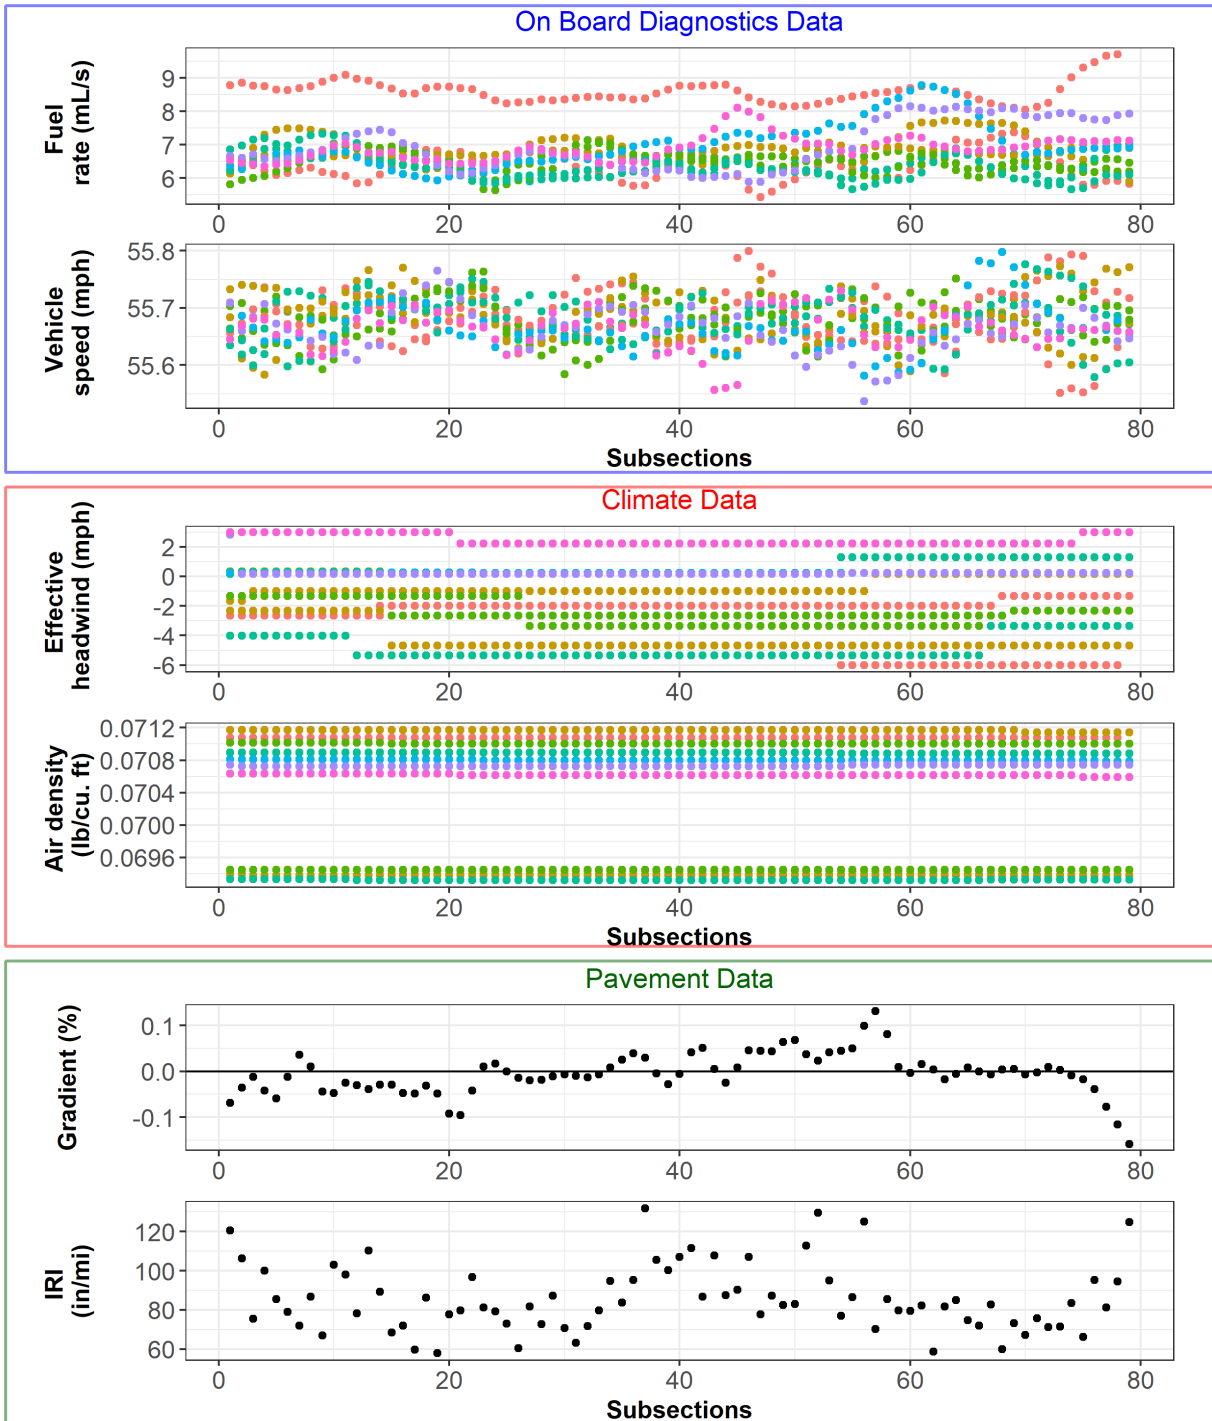 On Board Diagnostics Data
Fuel
rate (mL/s)
9
8
7
6
0 20 40 60 80
Vehicle
speed (mph)
55.8
55.7
55.6
0 20 40 60 80
Subsections
Climate Data
Effective
headwind (mph)
2
0
-2
-4
-6
0 20 40 60 80
Air density
(lb/cu. ft)
0.0712
0.0708
0.0704
0.0700
0.0696
0 20 40 60 80
Subsections
Pavement Data
Gradient (%)
0.1
0.0
-0.1
0 20 40 60 80
IRI
(in/mi)
120
100
80
60
0 20 40 60 80
Subsections